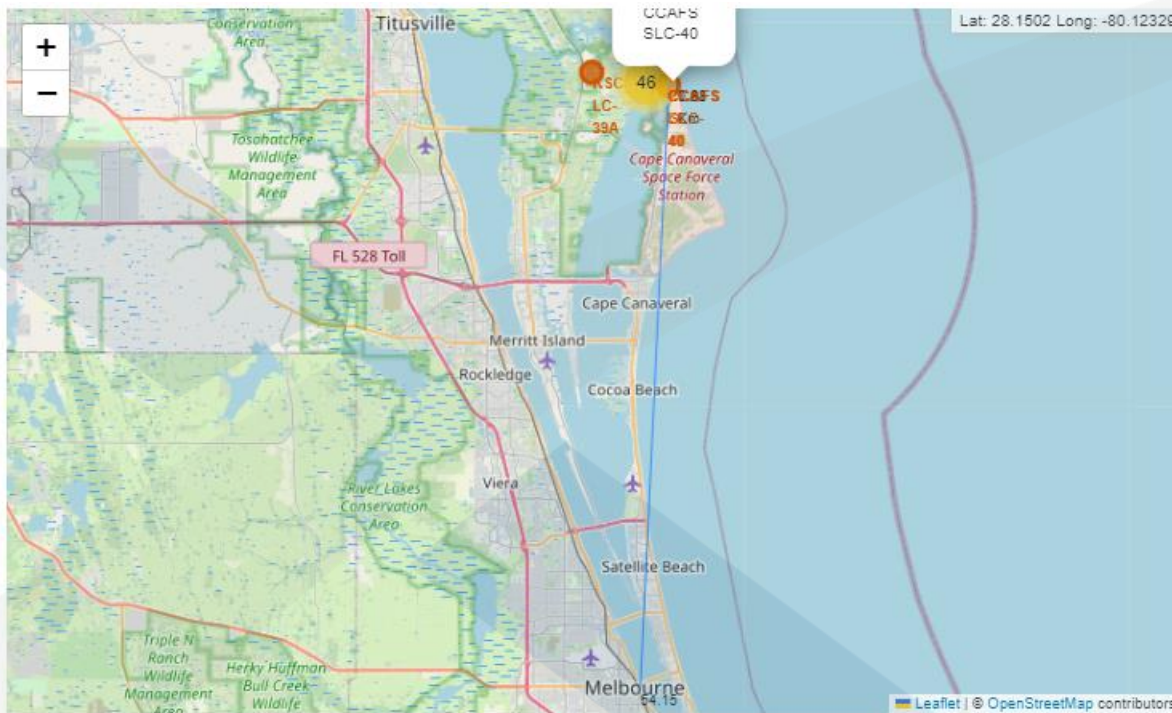 Conservation
Area
Titusville
CCAFS
SLC-40
Lat: 28.1502 Long: -80.12329
+
−
46
KSC
LC-
39A
CCAFS
40
Cape Canaveral
Space Force
Station
Tosohatchee
Wildlife
Management
Area
FL 528 Toll
Cape Canaveral
Merritt Island
Rockledge
Cocoa Beach
Viera
River Lakes
Conservation
Area
Satellite Beach
Triple N
Ranch
Wildlife
Management
Area
Herky Huffman
Bull Creek
Wildlife
Melbourne
54.15
Leaflet | © OpenStreetMap contributors